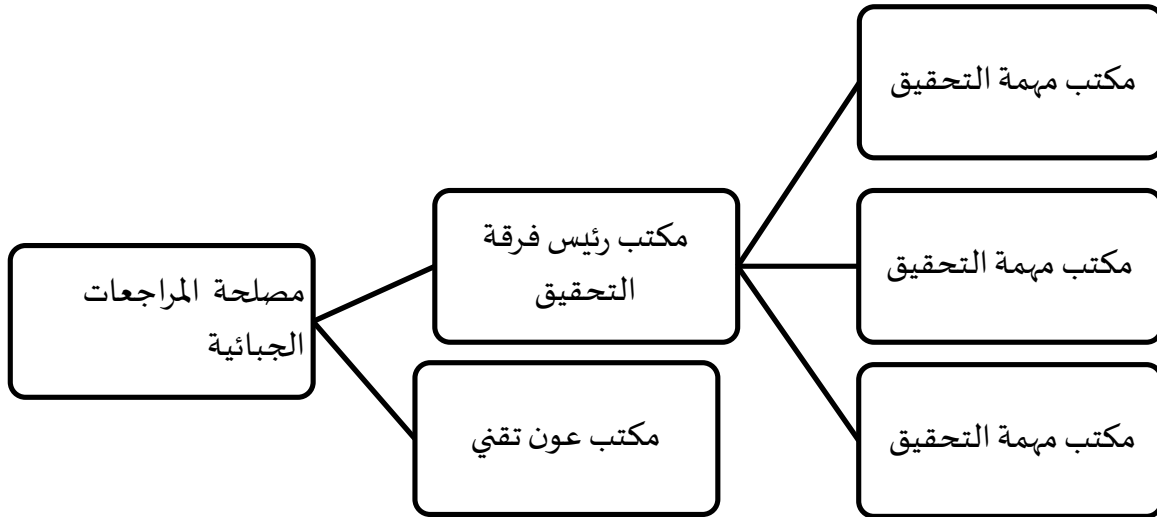 مصلحة المراجعات
الجبائية
مكتب رئيس فرقة
التحقيق
مكتب عون تقني
مكتب مهمة التحقيق
مكتب مهمة التحقيق
مكتب مهمة التحقيق